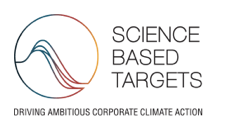 SCIENCE
BASED
TARGETS
DRIVING AMBITIOUS CORPORATE CLIMATE ACTION